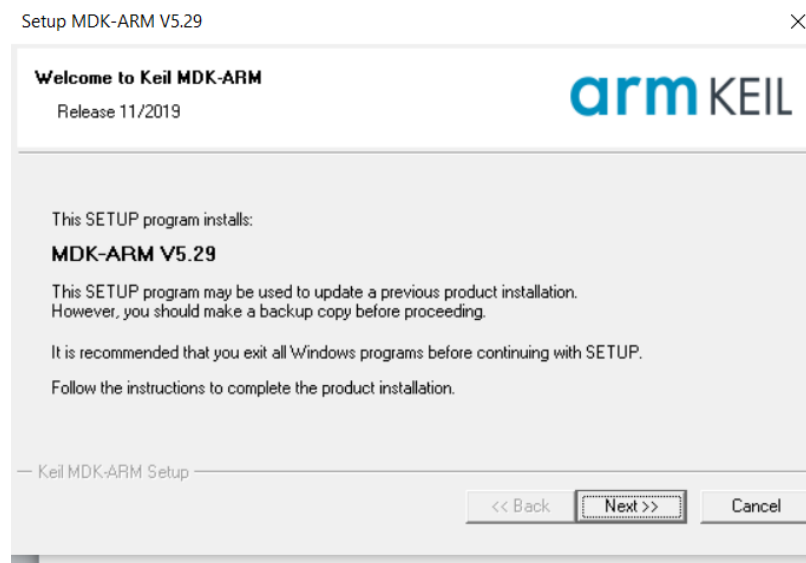 Setup MDK-ARM V5.29
Welcome to Keil MDK-ARM
Release 11/2019
arm KEIL
This SETUP program installs:
MDK-ARM V5.29
This SETUP program may be used to update a previous product installation.
However, you should make a backup copy before proceeding.
It is recommended that you exit all Windows programs before continuing with SETUP.
Follow the instructions to complete the product installation.
Keil MDK-ARM Setup
<< Back Next >> Cancel